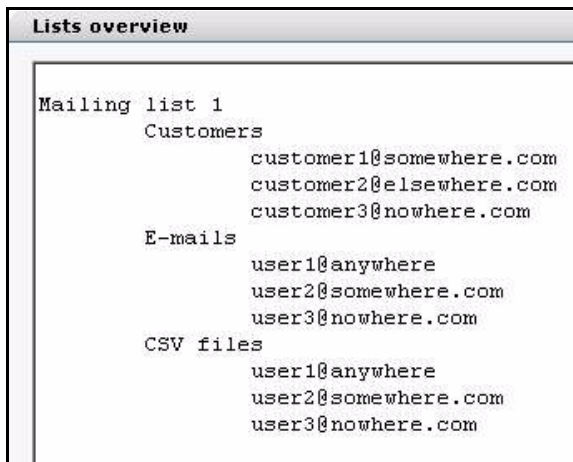 Lists overview
Mailing list 1
Customers
customer1@somewhere.com
customer2@elsewhere.com
customer3@nowhere.com
E-mails
user1@anywhere
user2@somewhere.com
user3@nowhere.com
CSV files
user1@anywhere
user2@somewhere.com
user3@nowhere.com